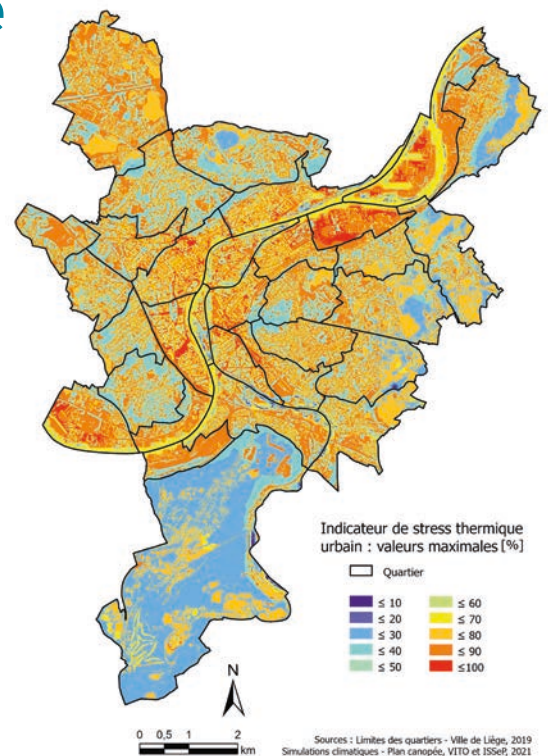 e
Indicateur de stress thermique
urbain : valeurs maximales [%]
Quartier
≤ 10
≤ 20
≤ 30
≤ 40
≤ 50
≤ 60
≤ 70
≤ 80
≤ 90
≤100
N
0 0,5 1 2
km
Sources : Limites des quartiers - Ville de Liège, 2019
Simulations climatiques - Plan canopée, VITO et ISSeP, 2021